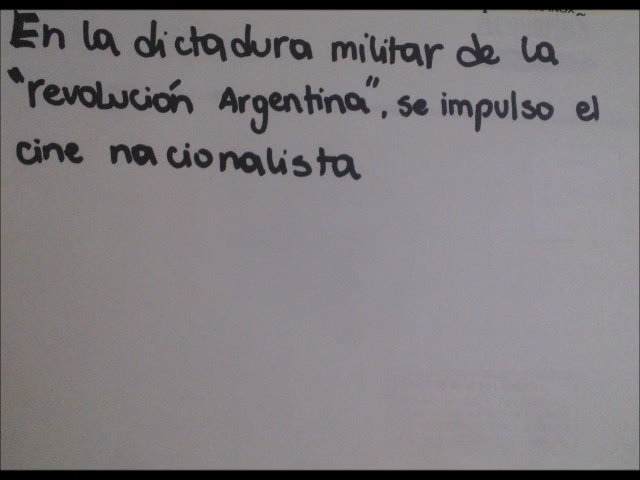 En la dictadura militar de la
"revolución Argentina", se impulso el
cine nacionalista